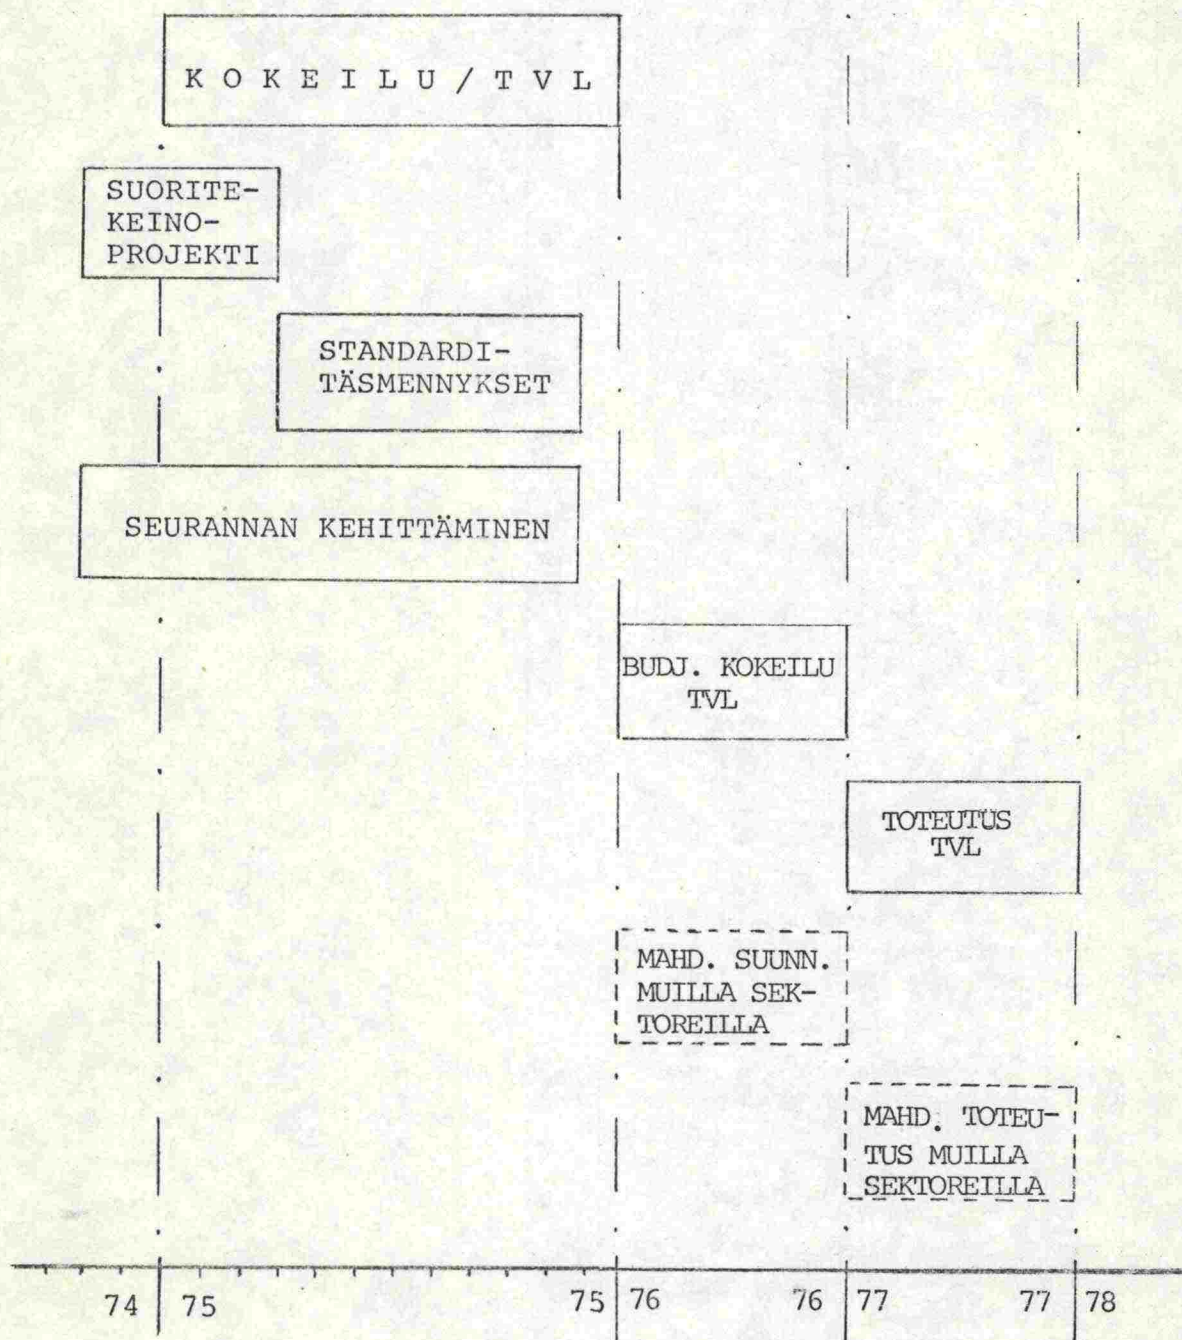 K O K E I L U / T V L
SUORITE-
KEINO-
PROJEKTI
STANDARDI-
TÄSMENNYKSET
SEURANNAN KEHITTÄMINEN
BUDJ. KOKEILU
TVL
TOTEUTUS
TVL
MAHD. SUUNN.
MUILLA SEK-
TOREILLA
MAHD. TOTEU-
TUS MUILLA
SEKTOREILLA
74 75 75 76 76 77 77 78